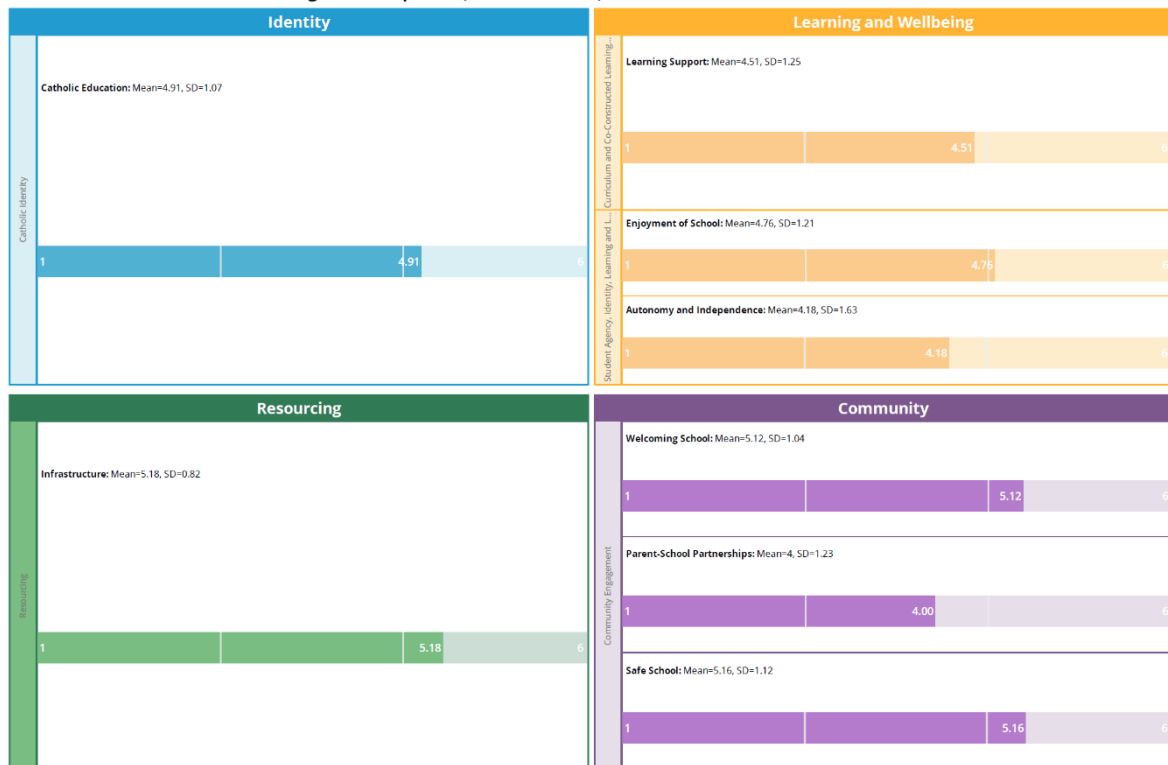 Identity
Catholic Identity
Catholic Education: Mean=4.91, SD=1.07
1 4.91 6
Learning and Wellbeing
Curriculum and Co-Constructed Learning...
Learning Support: Mean=4.51, SD=1.25
1 4.51 6
Student Agency, Identity, Learning and L...
Enjoyment of School: Mean=4.76, SD=1.21
1 4.76 6
Autonomy and Independence: Mean=4.18, SD=1.63
1 4.18 6
Resourcing
Resourcing
Infrastructure: Mean=5.18, SD=0.82
1 5.18 6
Community
Community Engagement
Welcoming School: Mean=5.12, SD=1.04
1 5.12 6
Parent-School Partnerships: Mean=4, SD=1.23
1 4.00 6
Safe School: Mean=5.16, SD=1.12
1 5.16 6